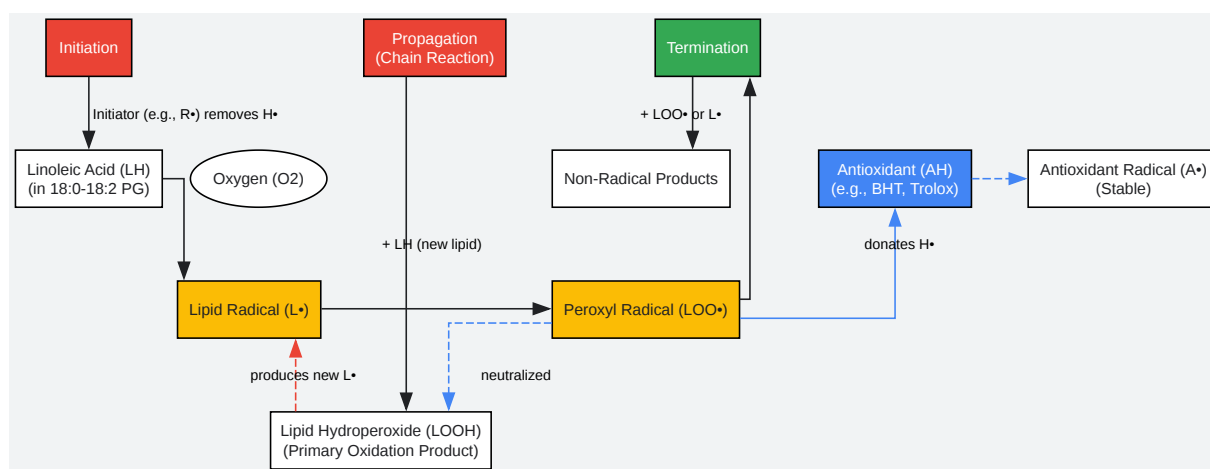 Initiation
Propagation
(Chain Reaction)
Termination
Initiator (e.g., R•) removes H•
+ LOO• or L•
Linoleic Acid (LH)
(in 18:0-18:2 PG)
Oxygen (O2)
Non-Radical Products
Antioxidant (AH)
(e.g., BHT, Trolox)
Antioxidant Radical (A•)
(Stable)
+ LH (new lipid)
donates H•
Lipid Radical (L•)
Peroxyl Radical (LOO•)
produces new L•
neutralized
Lipid Hydroperoxide (LOOH)
(Primary Oxidation Product)